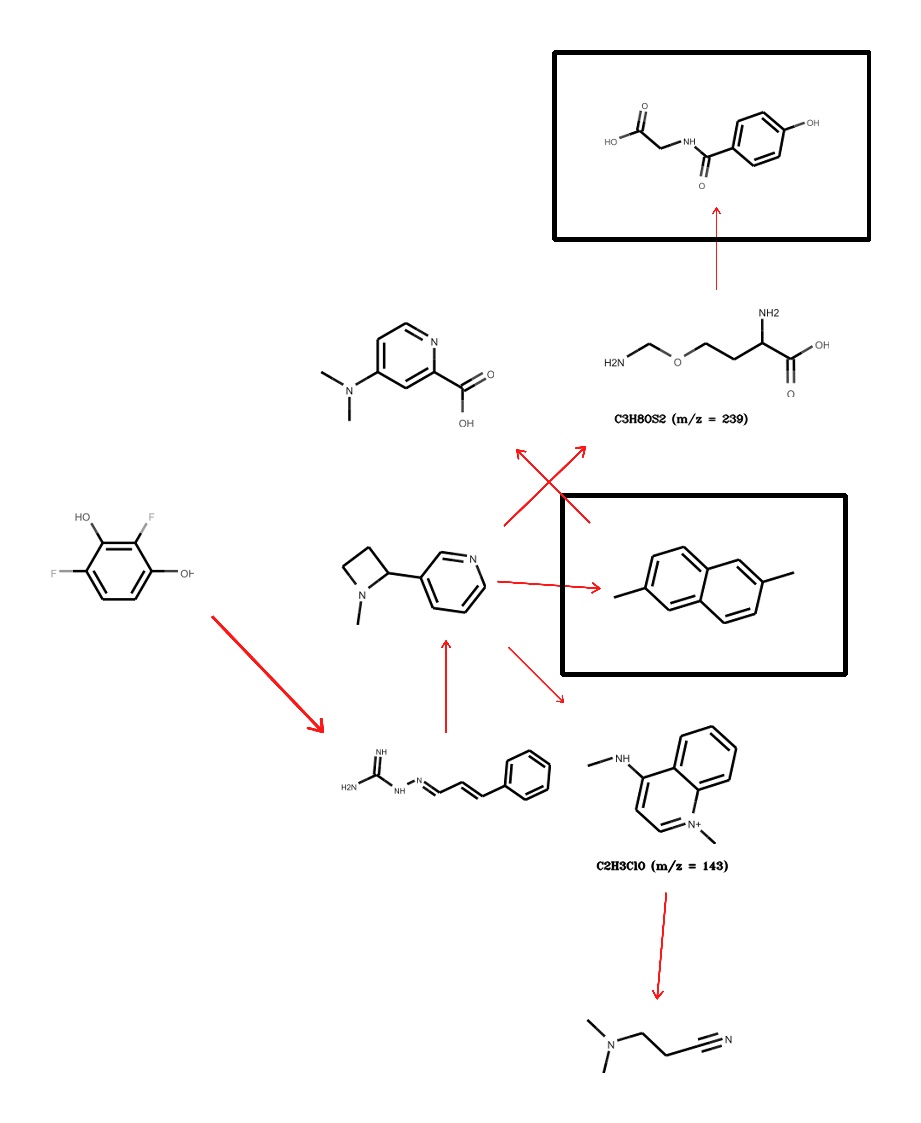 O
HO
NH
OH
O
N
NH2
N
O
OH
H2N
O
OH
O
C3H8OS2 (m/z = 239)
HO
F
F
OH
N
N
N
NH
H2N
NH
N
NH
N+
C2H3ClO (m/z = 143)
N
N